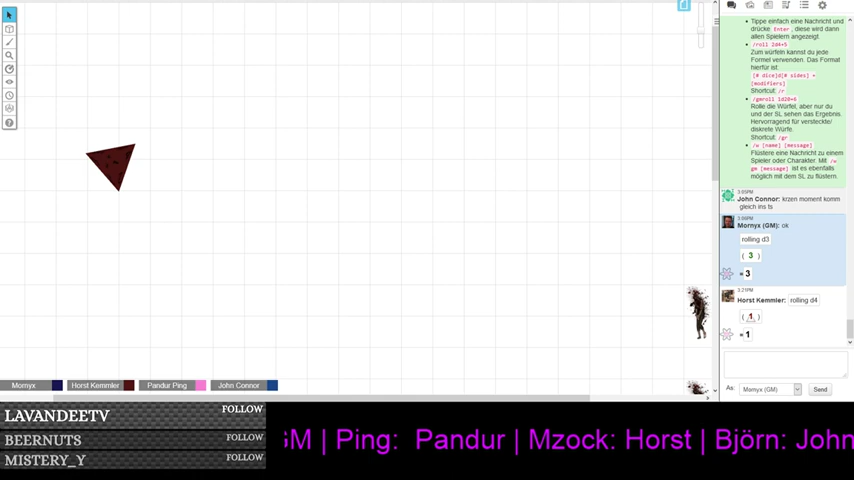 Tippe einfach eine Nachricht und
drücke Enter, diese wird dann
allen Spielern angezeigt
/roll 2d4+5
Zum würfeln kannst du jede
Formel verwenden. Das Format
hierfür ist:
[# dice]d[# sides] +
[modifiers]
Shortcut: /r
/gmroll 1d20+6
Rolle die Würfel, aber nur du
und der SL sehen das Ergebnis.
Hervorragend für versteckte/
diskrete Würfe.
Shortcut: /gr
/w [name] [message]
Flüstere eine Nachricht zu einem
Spieler oder Charakter. Mit /w
gm [message] ist es ebenfalls
möglich mit dem SL zu flüstern.
3:05PM
John Connor: krzen moment komm
gleich ins ts
3:06PM
Mornyx (GM): ok
rolling d3
( 3 )
=3
3:21PM
Horst Kemmler: rolling d4
( 1 )
=1
As: Mornyx (GM) Send
Mornyx Horst Kemmler Pandur Ping John Connor
LAVANDEETV FOLLOW
BEERNUTS FOLLOW
MISTERY_Y FOLLOW
GM | Ping: Pandur | Mzock: Horst | Björn: John